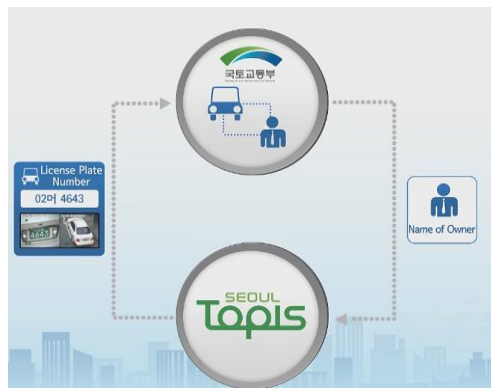 국토교통부
License Plate
Number
02머 4643
4643
Name of Owner
SEOUL
Topis